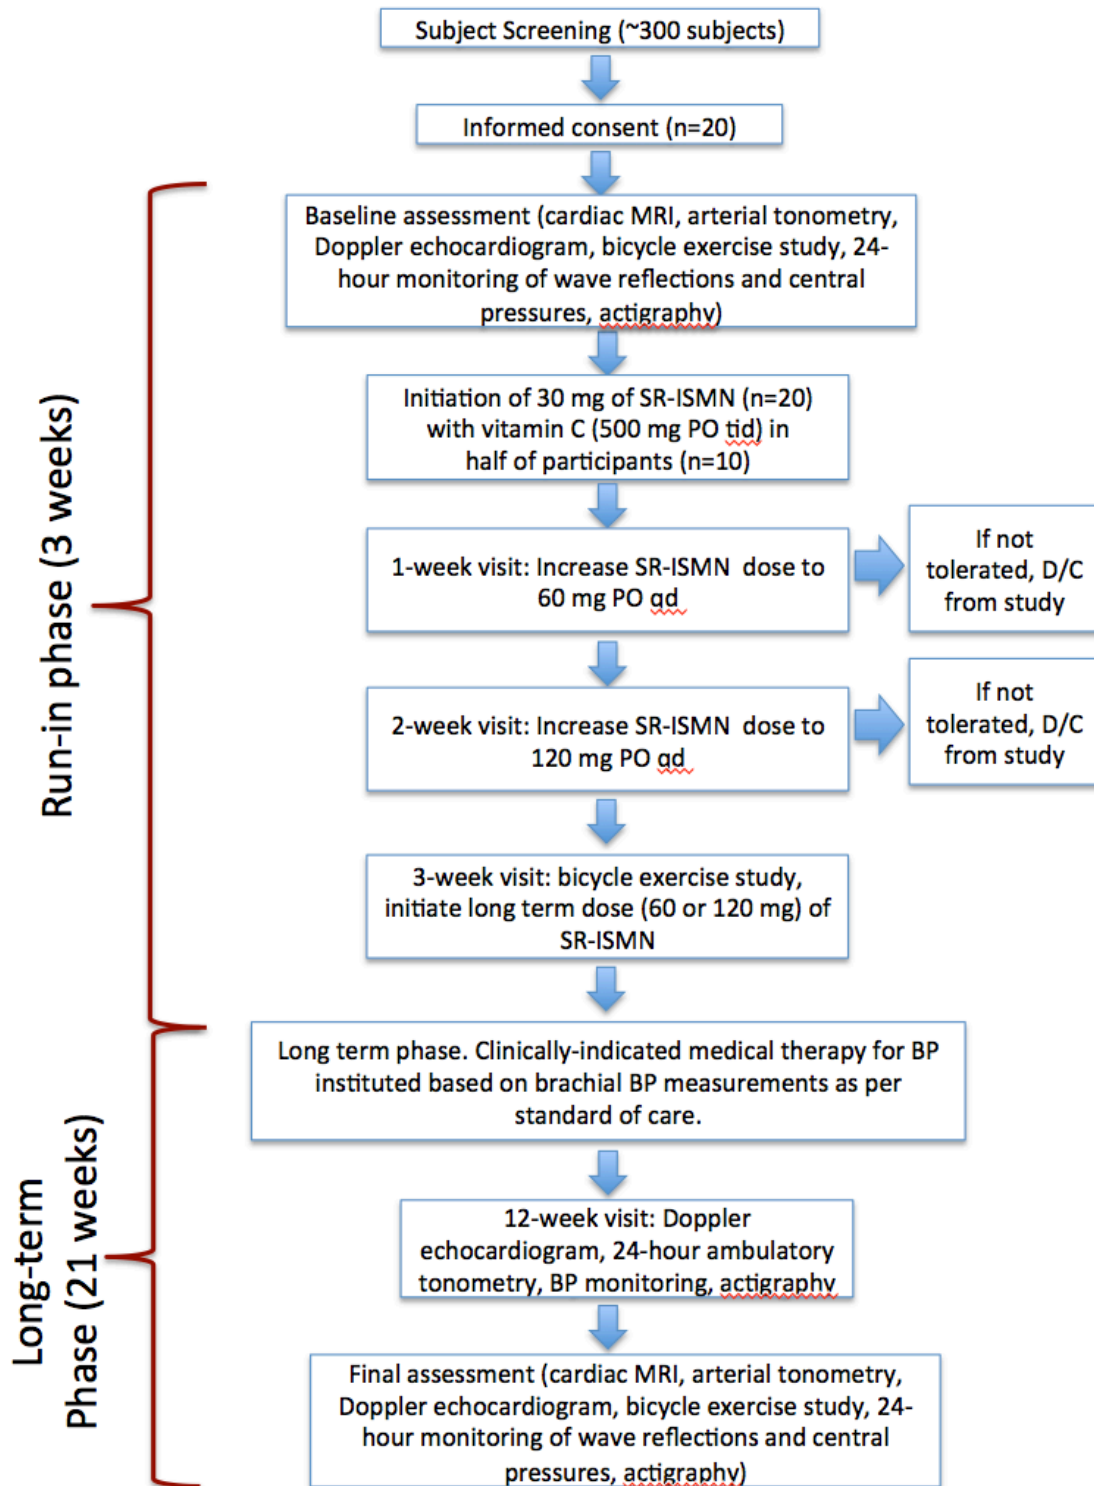 Subject Screening (~300 subjects)
Informed consent (n=20)
Run-in phase (3 weeks)
Baseline assessment (cardiac MRI, arterial tonometry,
Doppler echocardiogram, bicycle exercise study, 24-
hour monitoring of wave reflections and central
pressures, actigraphy)
Initiation of 30 mg of SR-ISMN (n=20)
with vitamin C (500 mg PO tid) in
half of participants (n=10)
1-week visit: Increase SR-ISMN dose to
60 mg PO qd
If not
tolerated, D/C
from study
2-week visit: Increase SR-ISMN dose to
120 mg PO qd
If not
tolerated, D/C
from study
3-week visit: bicycle exercise study,
initiate long term dose (60 or 120 mg) of
SR-ISMN
Long-term
Phase (21 weeks)
Long term phase. Clinically-indicated medical therapy for BP
instituted based on brachial BP measurements as per
standard of care.
12-week visit: Doppler
echocardiogram, 24-hour ambulatory
tonometry, BP monitoring, actigraphy
Final assessment (cardiac MRI, arterial tonometry,
Doppler echocardiogram, bicycle exercise study, 24-
hour monitoring of wave reflections and central
pressures, actigraphy)